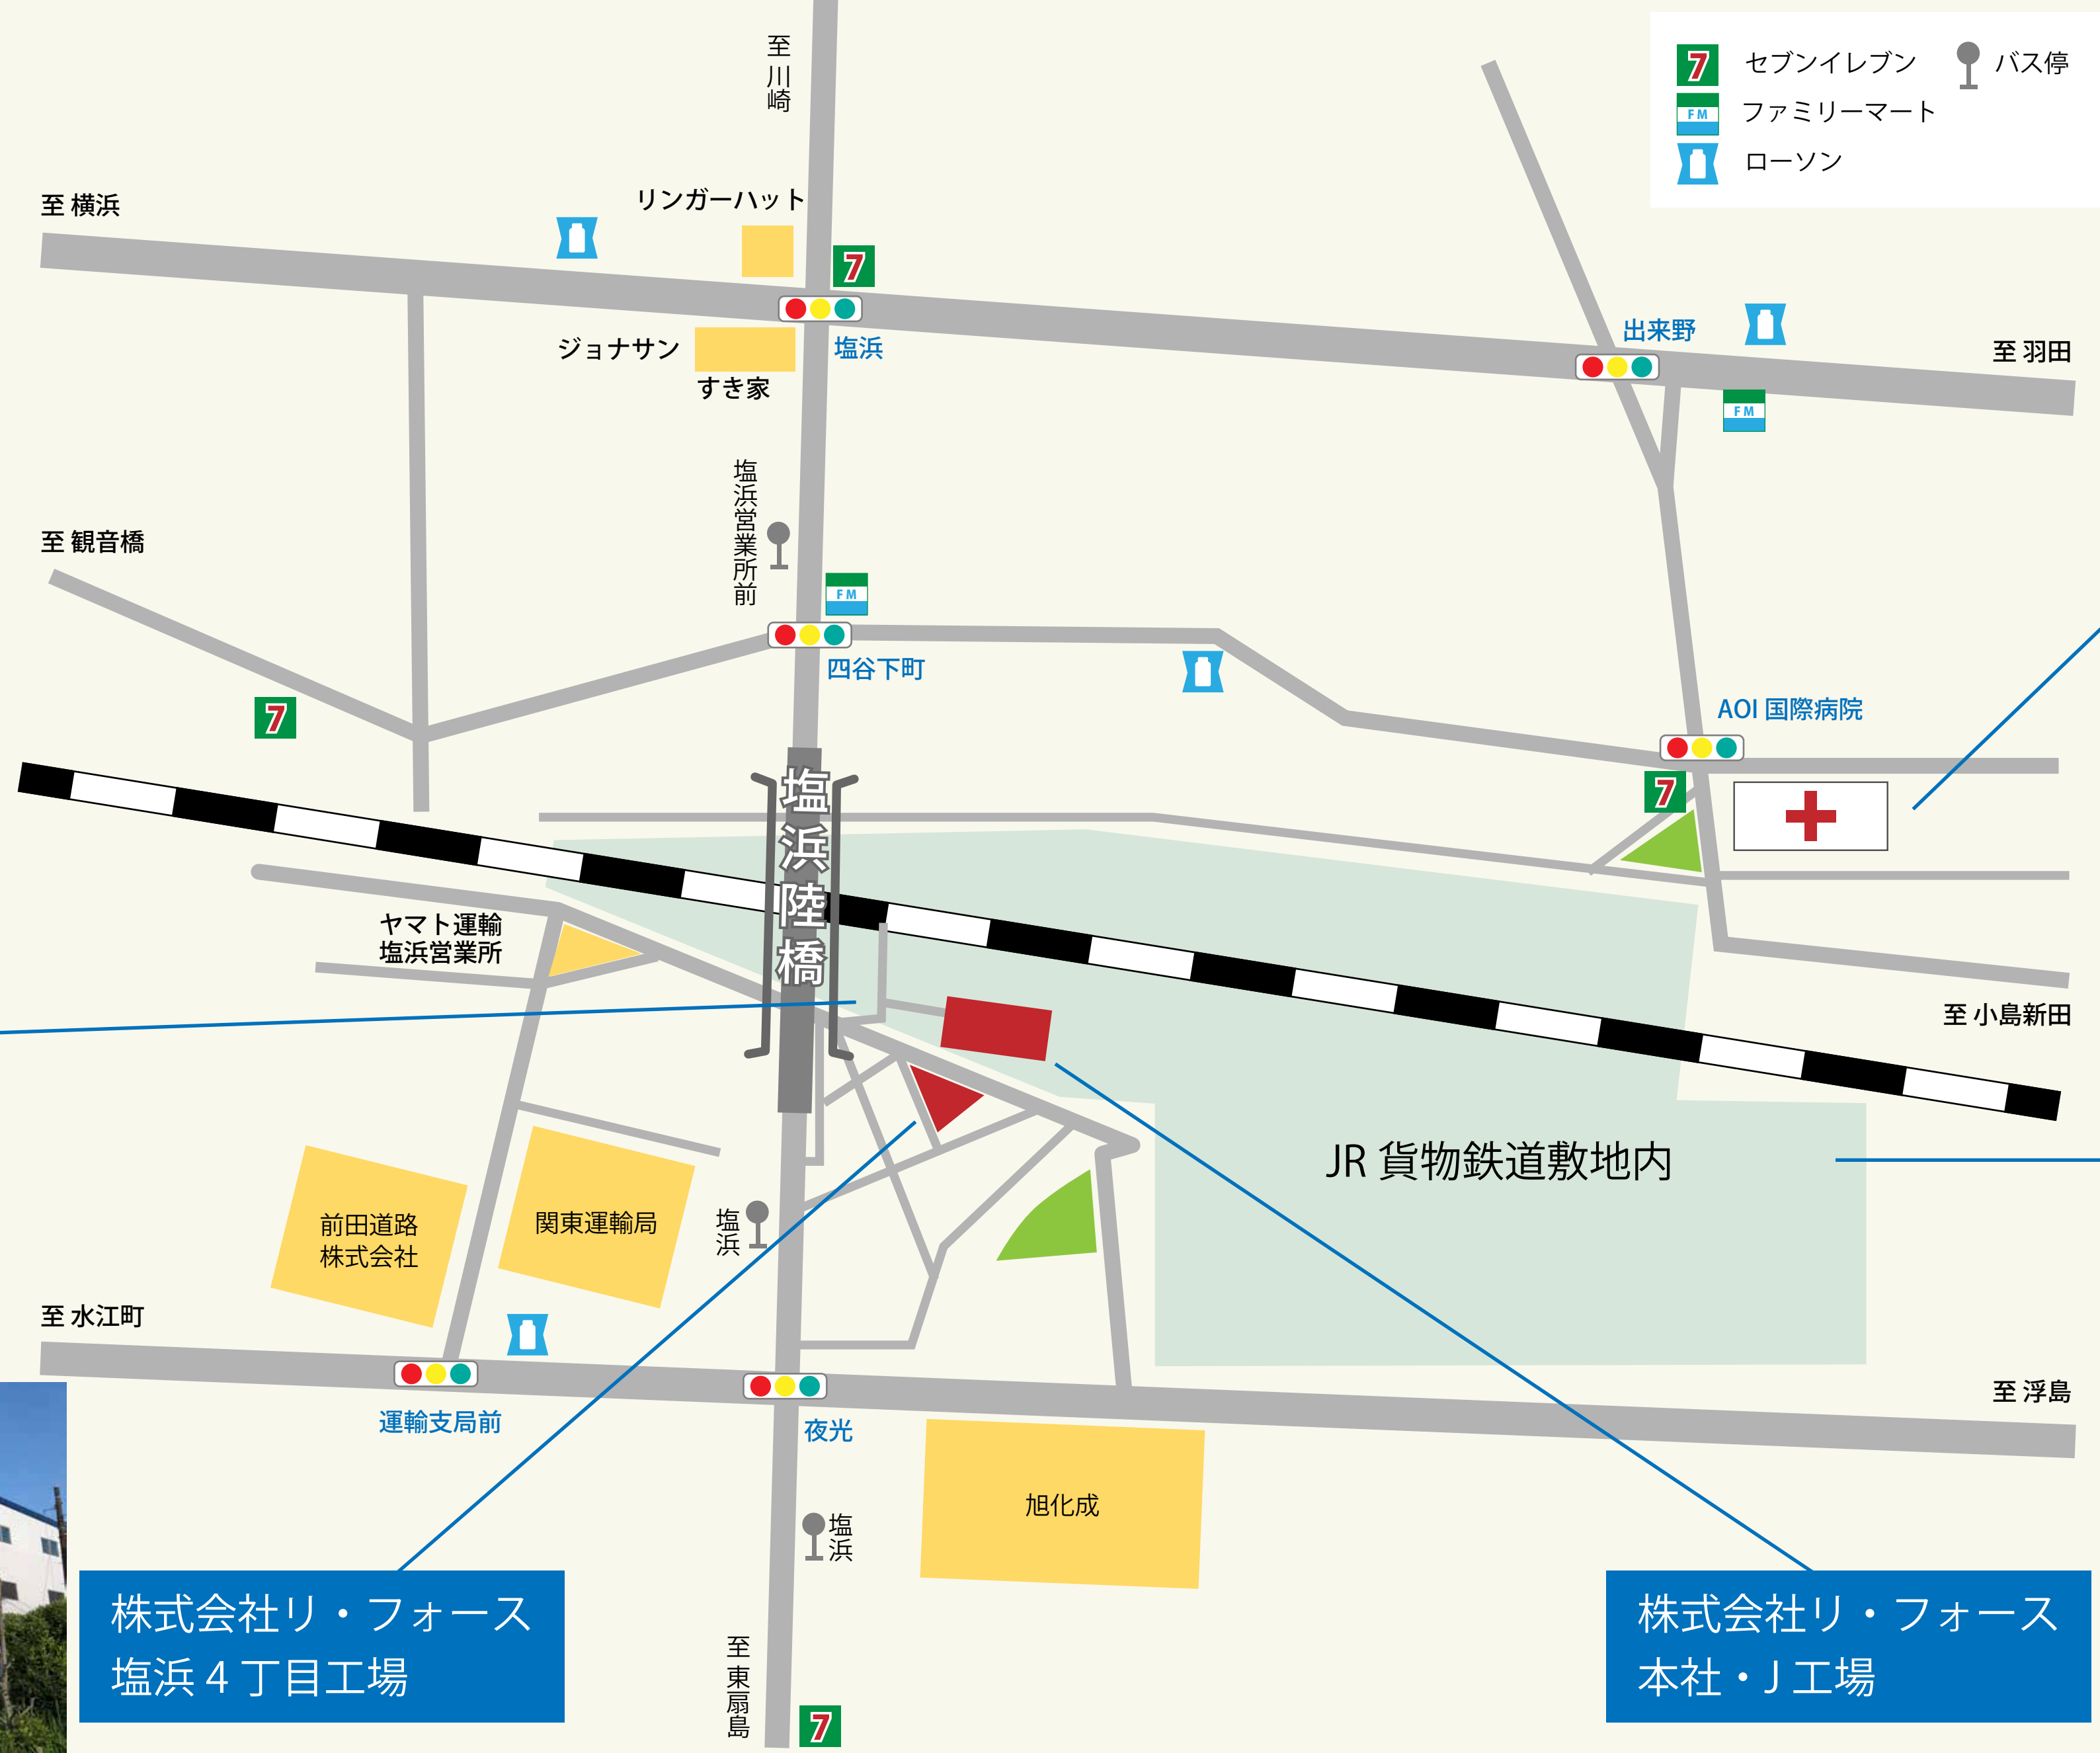 至 川崎
7
セブンイレブン
バス停
FM
ファミリーマート
ローソン
至 横浜
リンガーハット
7
塩浜
ジョナサン
すき家
出来野
至 羽田
FM
塩浜営業所前
至 観音橋
FM
四谷下町
7
AOI 国際病院
7
塩浜陸橋
ヤマト運輸
塩浜営業所
至 小島新田
JR 貨物鉄道敷地内
前田道路
株式会社
関東運輸局
塩浜
至 水江町
運輸支局前
夜光
至 浮島
旭化成
塩浜
株式会社リ・フォース
塩浜 4 丁目工場
株式会社リ・フォース
本社・J 工場
至 東扇島
7